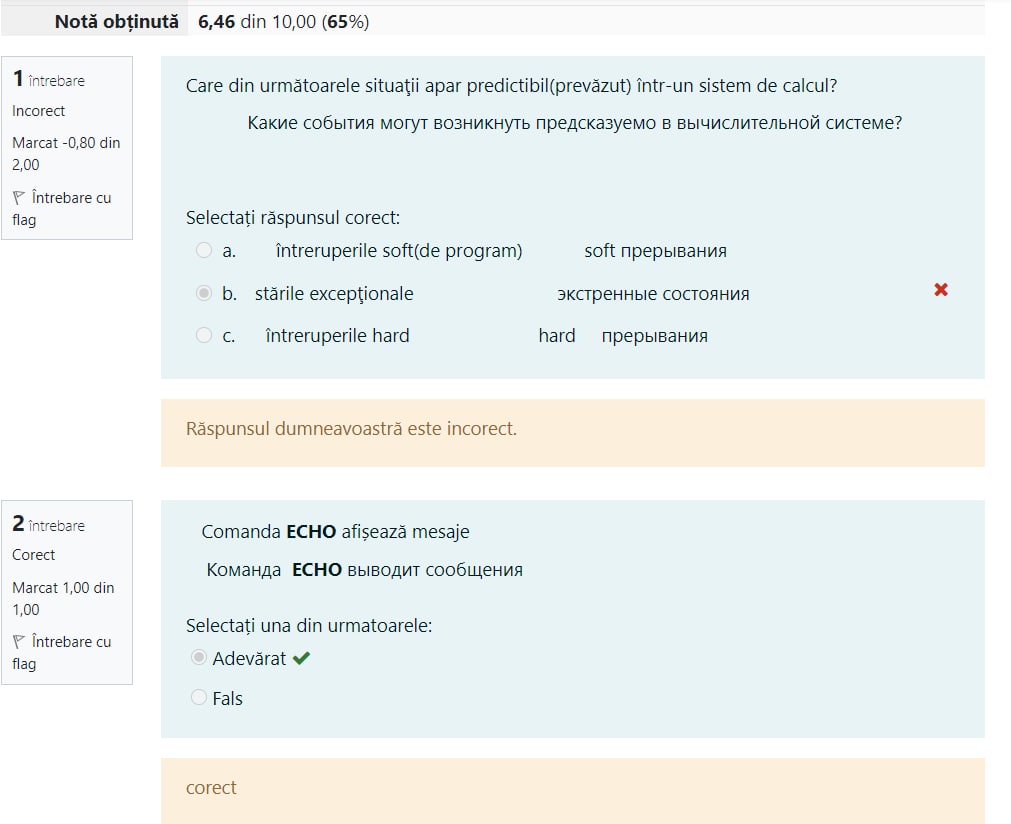 Notă obținută 6,46 din 10,00 (65%)
1 întrebare
Incorect
Marcat -0,80 din
2,00
Întrebare cu
flag
Care din următoarele situaţii apar predictibil(prevăzut) într-un sistem de calcul?
Какие события могут возникнуть предсказуемо в вычислительной системе?
Selectați răspunsul corect:
a. întreruperile soft(de program) soft прерывания
b. stările excepţionale экстренные состояния
c. întreruperile hard hard прерывания
Răspunsul dumneavoastră este incorect.
2 întrebare
Corect
Marcat 1,00 din
1,00
Întrebare cu
flag
Comanda ECHO afișează mesaje
Команда ECHO выводит сообщения
Selectați una din urmatoarele:
Adevărat
Fals
corect